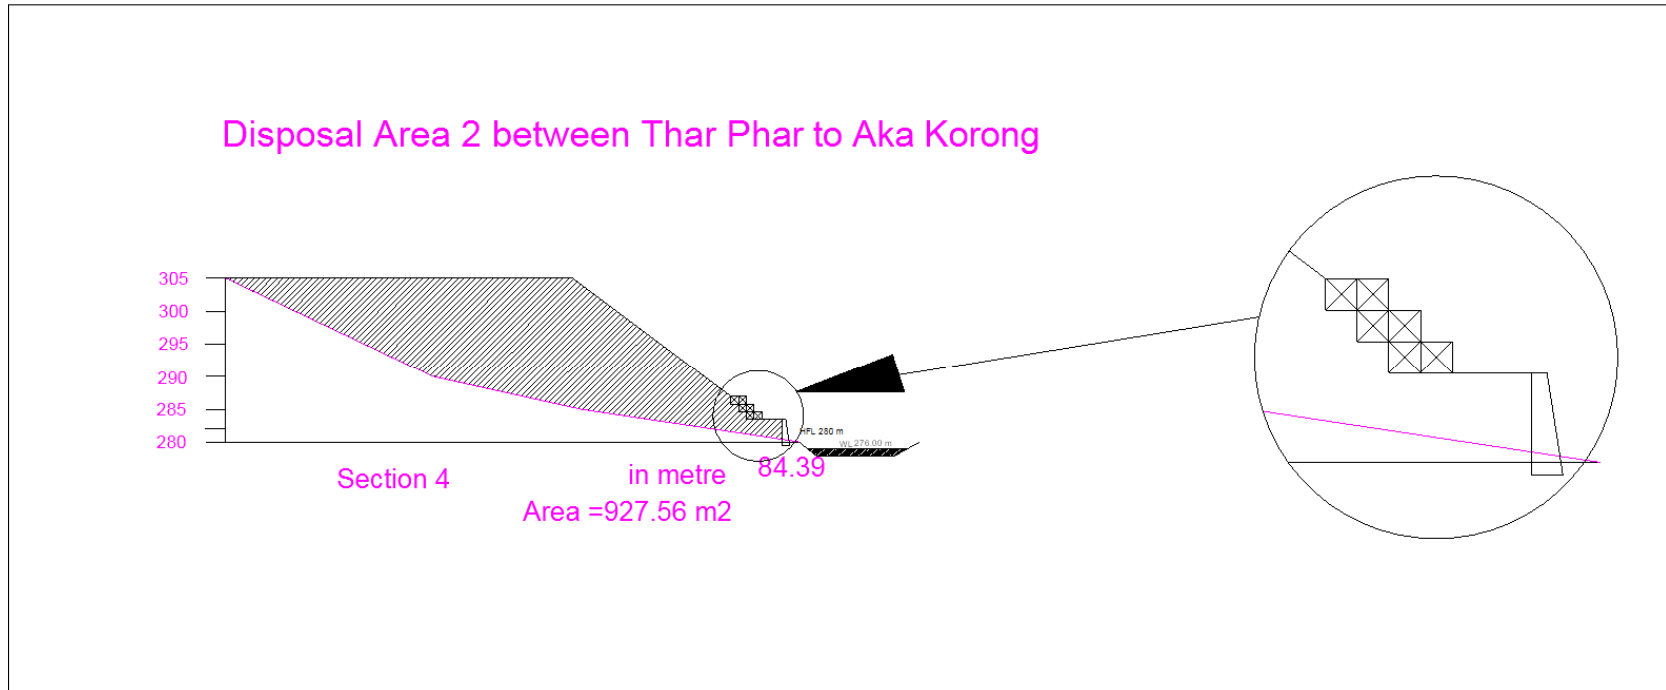 Disposal Area 2 between Thar Phar to Aka Korong
305
300
295
290
285
280
HFL 280 m
WL 276.00 m
Section 4
in metre
84.39
Area =927.56 m2